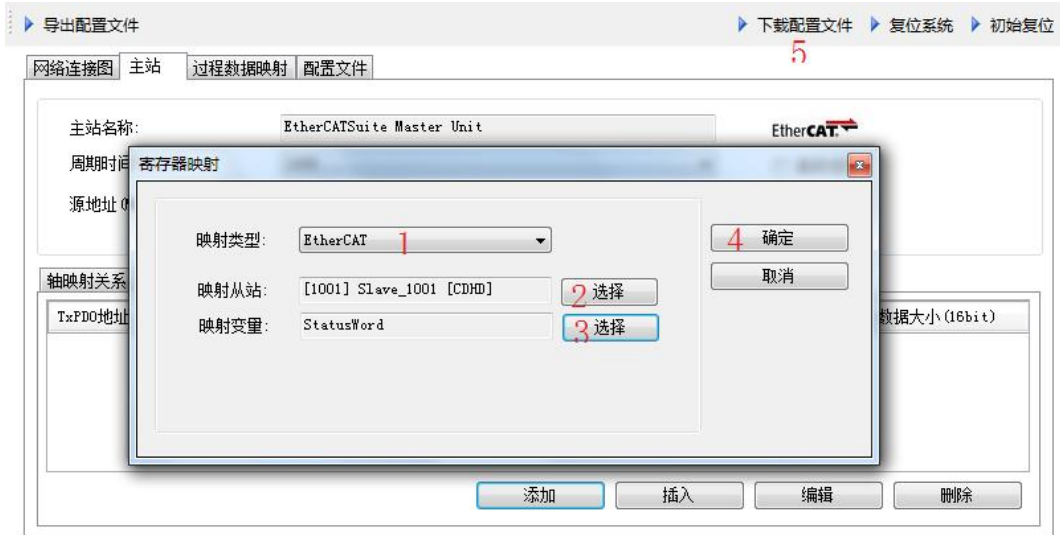 导出配置文件
下载配置文件 复位系统 初始复位
5
网络连接图 主站 过程数据映射 配置文件
主站名称: EtherCATSuite Master Unit EtherCAT.
周期时间
寄存器映射
源地址
映射类型: EtherCAT 1 4 确定
取消
映射从站: [1001] Slave_1001 [CDHD] 2 选择
映射变量: StatusWord 3 选择
轴映射关系
TxPDO地址 数据大小(16bit)
添加 插入 编辑 删除